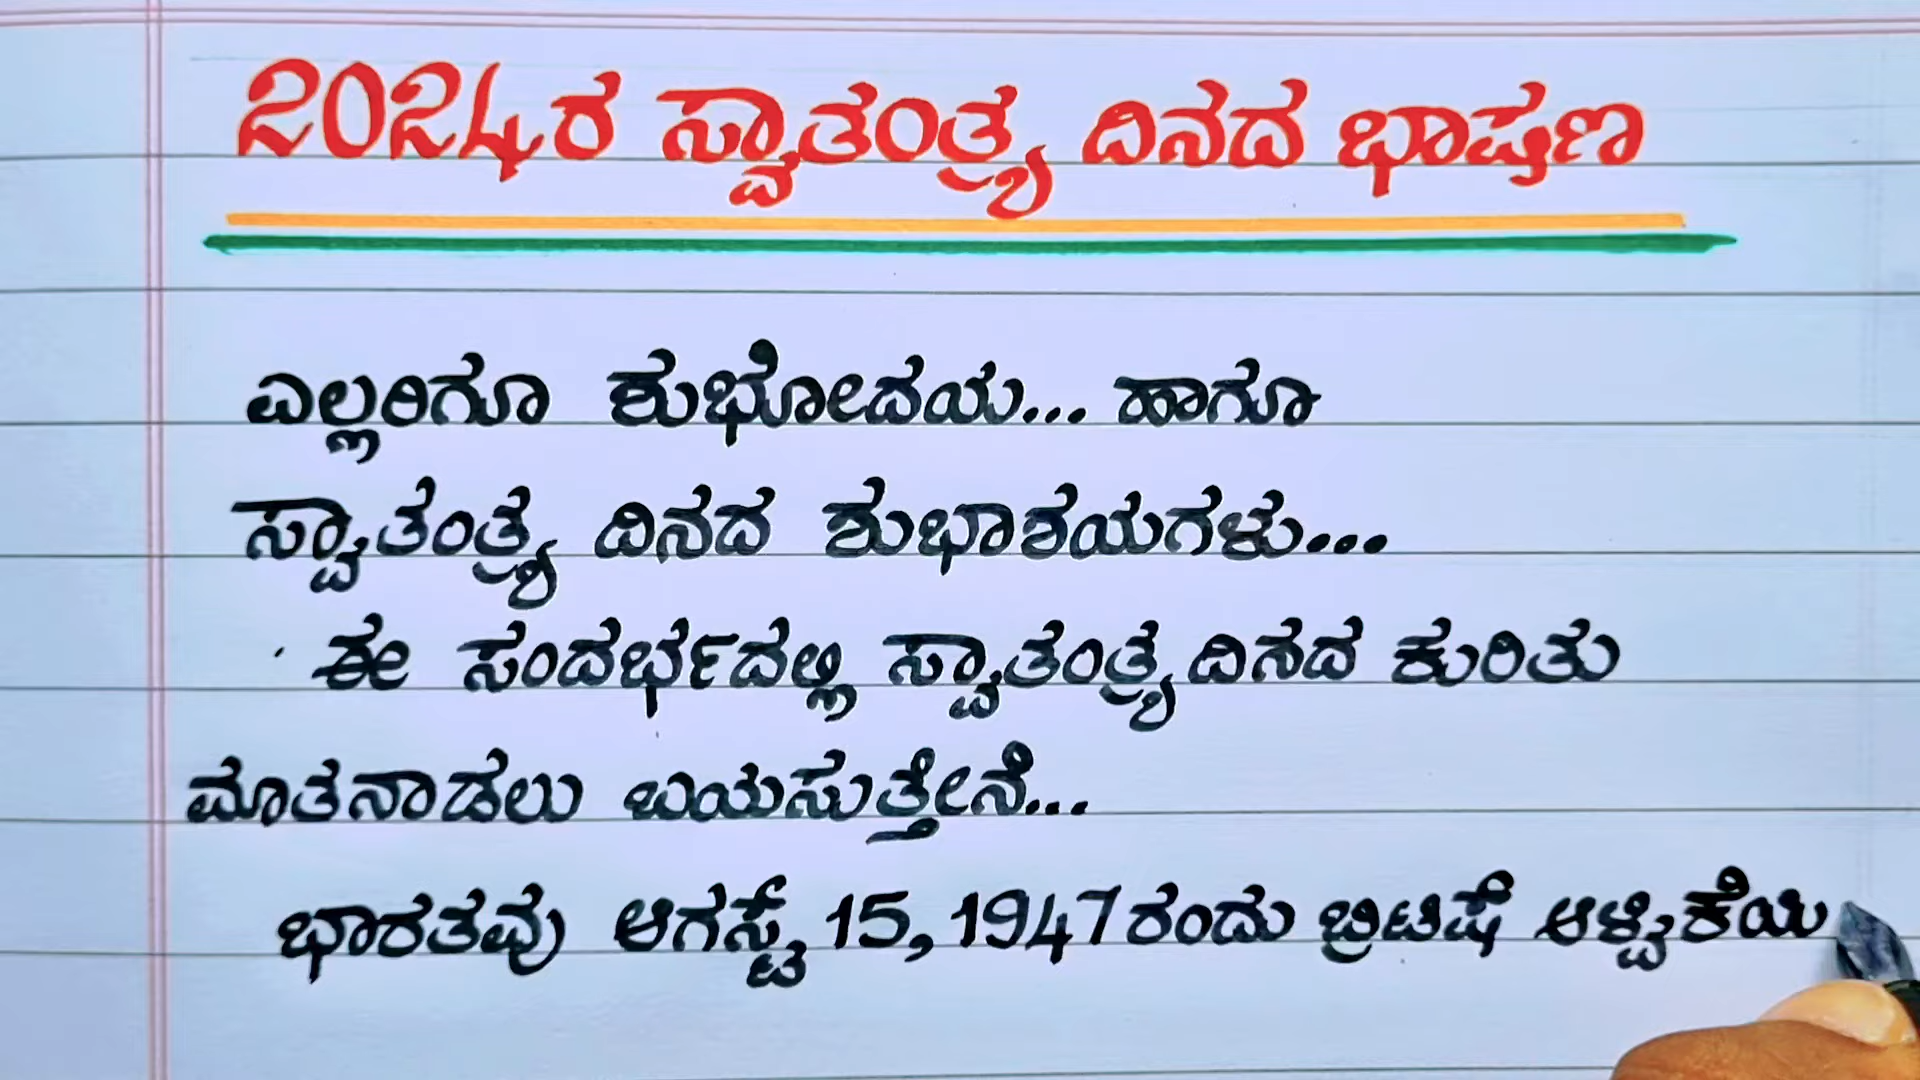 2024ರ ಸ್ವಾತಂತ್ರ್ಯ ದಿನದ ಭಾಷಣ
ಎಲ್ಲರಿಗೂ ಶುಭೋದಯ... ಹಾಗೂ
ಸ್ವಾತಂತ್ರ್ಯ ದಿನದ ಶುಭಾಶಯಗಳು...
ಈ ಸಂದರ್ಭದಲ್ಲಿ ಸ್ವಾತಂತ್ರ್ಯ ದಿನದ ಕುರಿತು
ಮಾತನಾಡಲು ಬಯಸುತ್ತೇನೆ...
ಭಾರತವು ಆಗಸ್ಟ್ 15, 1947ರಂದು ಬ್ರಿಟಿಷ್ ಆಳ್ವಿಕೆಯಿ